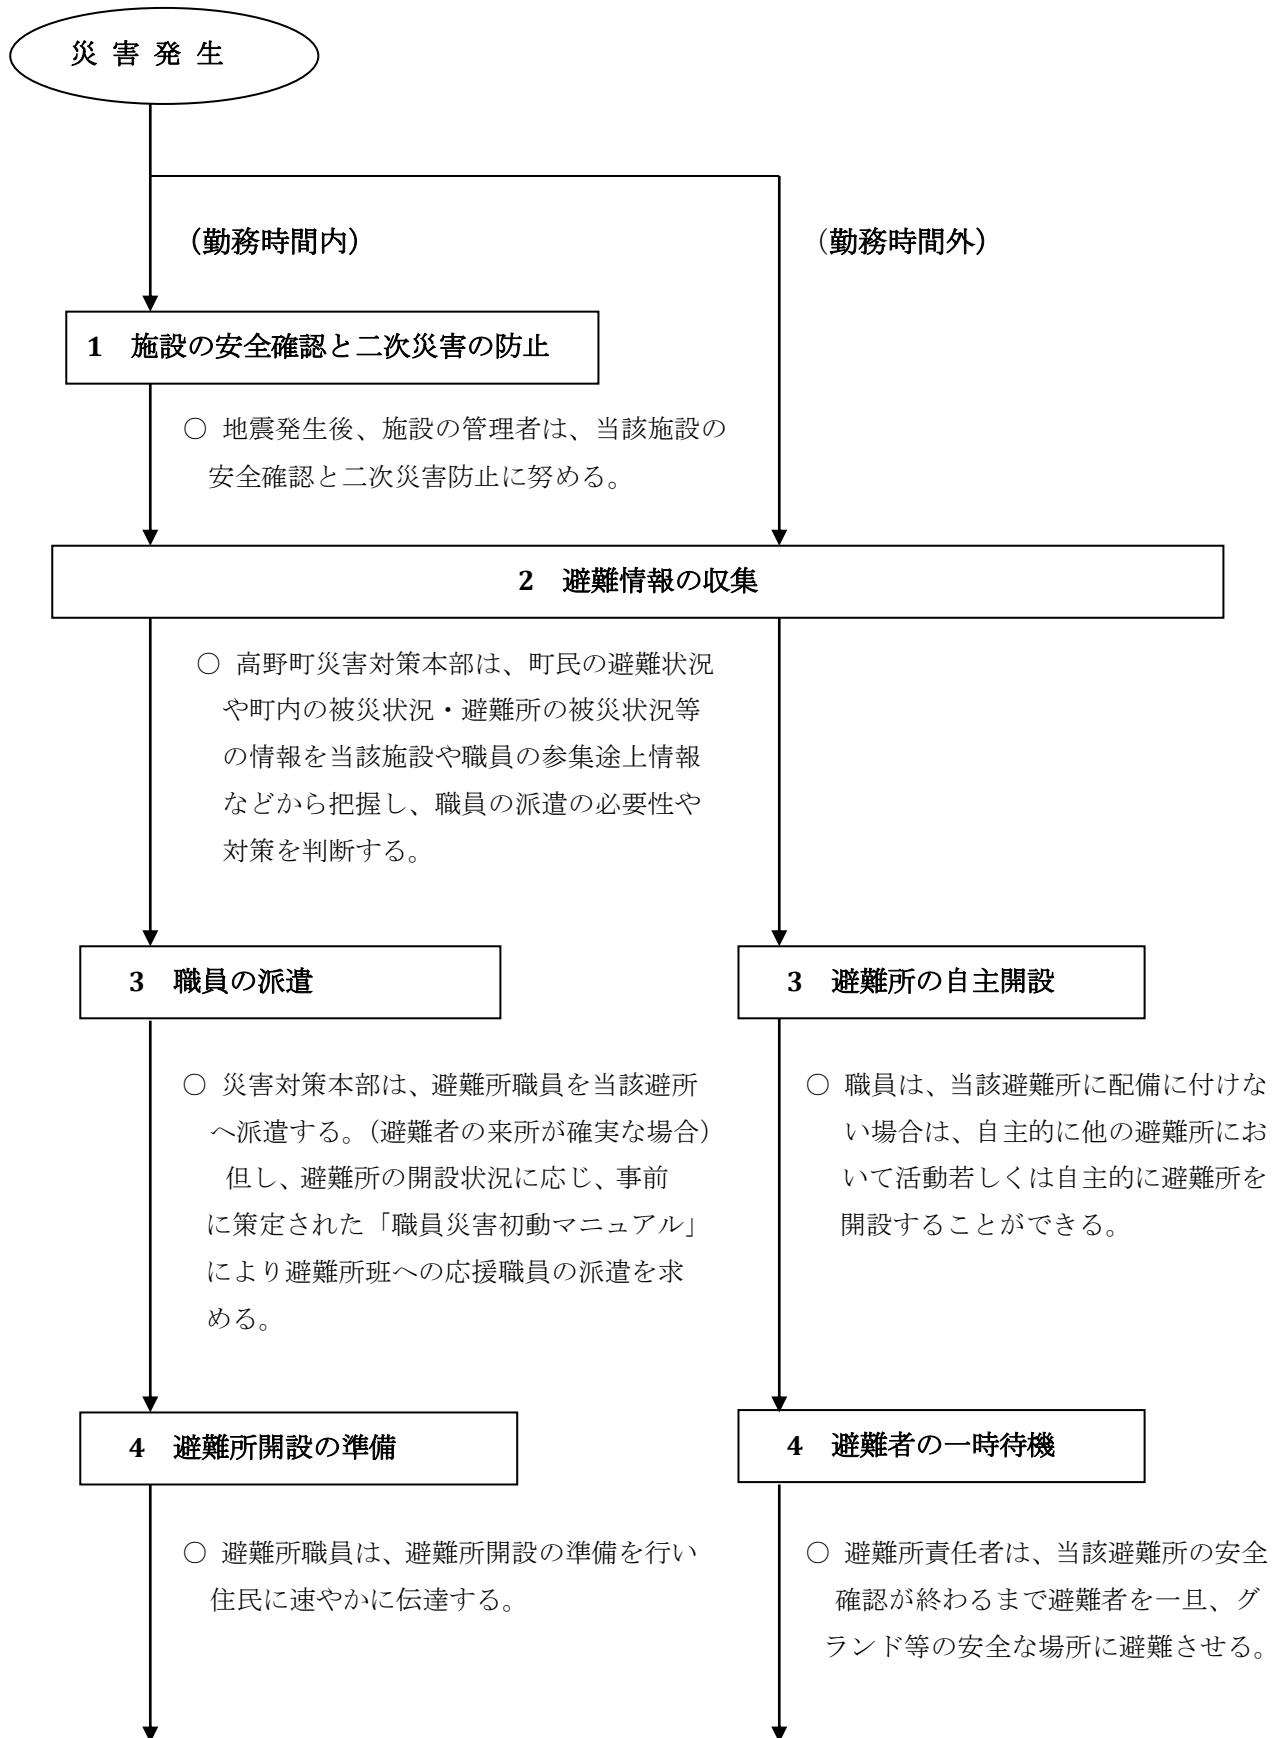 災 害 発 生
（勤務時間内）
（勤務時間外）
1　施設の安全確認と二次災害の防止
○ 地震発生後、施設の管理者は、当該施設の
安全確認と二次災害防止に努める。
2　避難情報の収集
○ 高野町災害対策本部は、町民の避難状況
や町内の被災状況・避難所の被災状況等
の情報を当該施設や職員の参集途上情報
などから把握し、職員の派遣の必要性や
対策を判断する。
3　職員の派遣
○ 災害対策本部は、避難所職員を当該避所
へ派遣する。（避難者の来所が確実な場合）
但し、避難所の開設状況に応じ、事前
に策定された「職員災害初動マニュアル」
により避難所班への応援職員の派遣を求
める。
3　避難所の自主開設
○ 職員は、当該避難所に配備に付けな
い場合は、自主的に他の避難所にお
いて活動若しくは自主的に避難所を
開設することができる。
4　避難所開設の準備
○ 避難所職員は、避難所開設の準備を行い
住民に速やかに伝達する。
4　避難者の一時待機
○ 避難所責任者は、当該避難所の安全
確認が終わるまで避難者を一旦、グ
ランド等の安全な場所に避難させる。